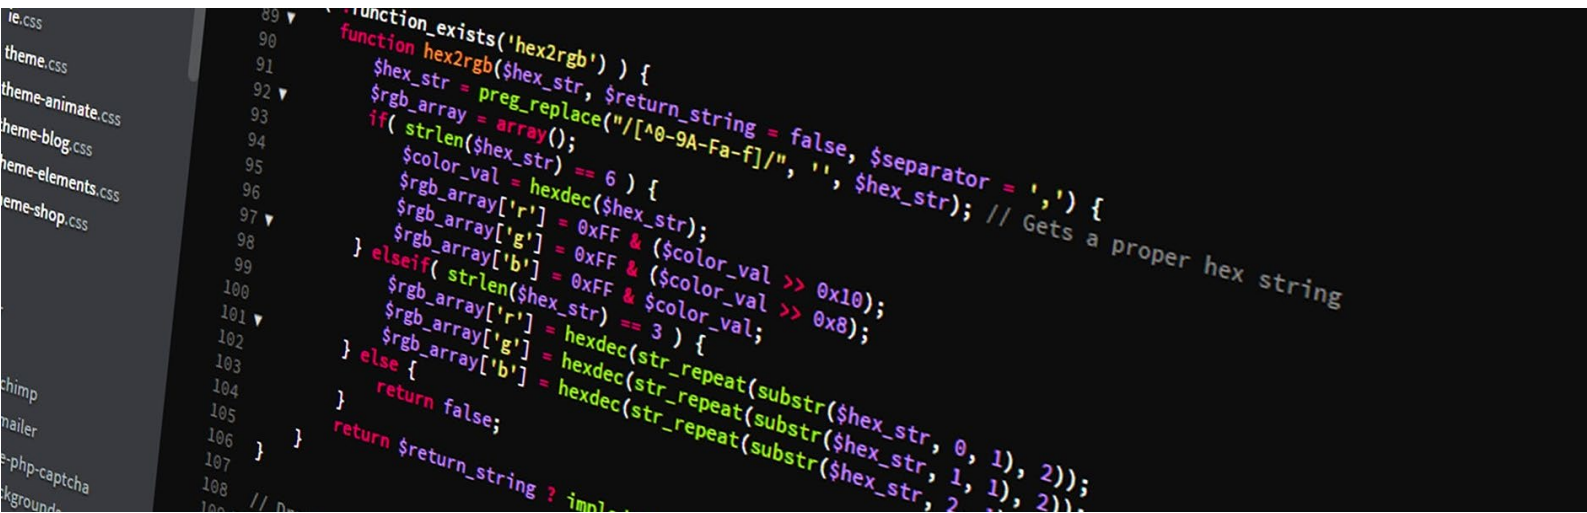 ie.css
theme.css
theme-animate.css
theme-blog.css
theme-elements.css
theme-shop.css
chimp
mailer
e-php-captcha
ckgrounds
89 function_exists('hex2rgb') ) {
90 function hex2rgb($hex_str, $return_string = false, $separator = ',') {
91 $hex_str = preg_replace("/[^0-9A-Fa-f]/", '', $hex_str); // Gets a proper hex string
92 $rgb_array = array();
93 if( strlen($hex_str) == 6 ) {
94 $color_val = hexdec($hex_str);
95 $rgb_array['r'] = 0xFF & ($color_val >> 0x10);
96 $rgb_array['g'] = 0xFF & ($color_val >> 0x8);
97 $rgb_array['b'] = 0xFF & $color_val;
98 } elseif( strlen($hex_str) == 3 ) {
99 $rgb_array['r'] = hexdec(str_repeat(substr($hex_str, 0, 1), 2));
100 $rgb_array['g'] = hexdec(str_repeat(substr($hex_str, 1, 1), 2));
101 $rgb_array['b'] = hexdec(str_repeat(substr($hex_str, 2
102 } else {
103 return false;
104 }
105 return $return_string ?
106 }
107 }
108
109 //